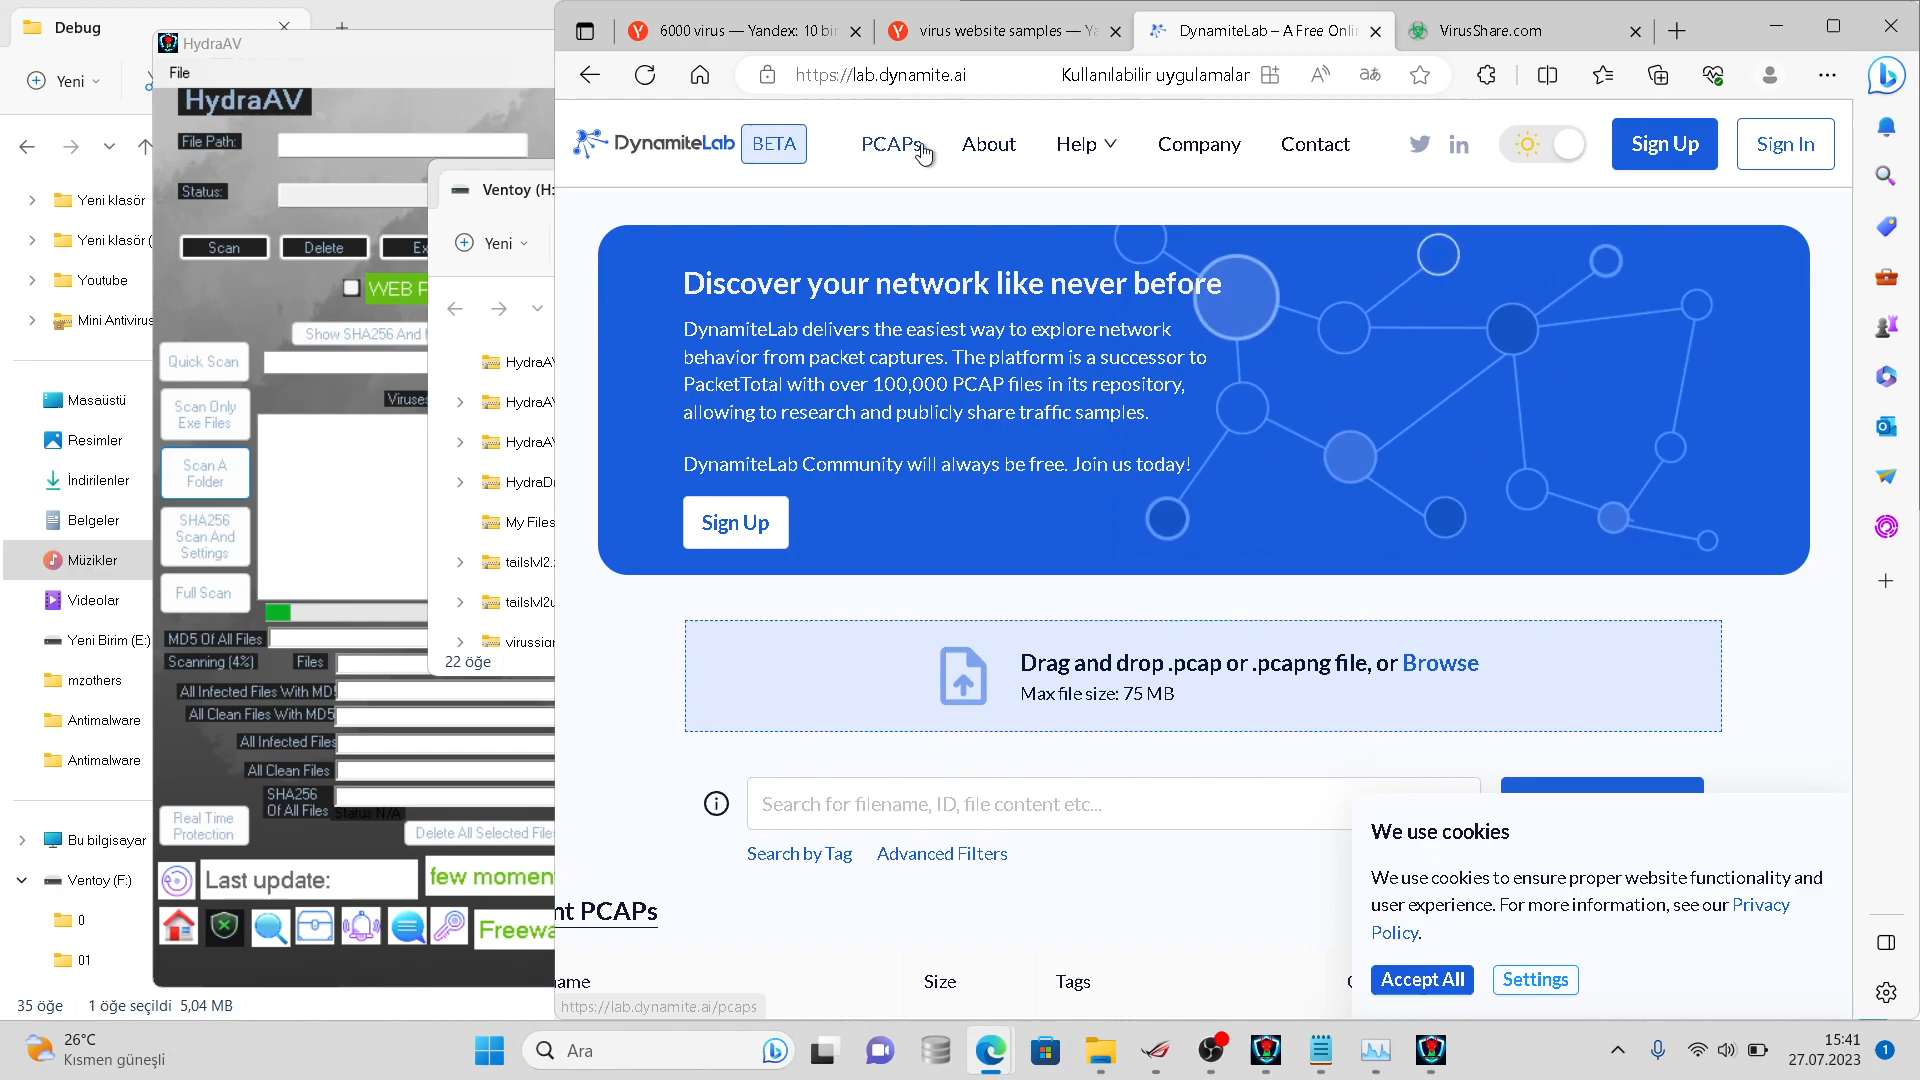 Debug
Yeni
Yeni klasör
Yeni klasör (
Youtube
Mini Antivirus
Masaüstü
Resimler
İndirilenler
Belgeler
Müzikler
Videolar
Yeni Birim (E:)
mzothers
Antimalware
Antimalware
Bu bilgisayar
Ventoy (F:)
0
01
35 öğe
1 öğe seçildi 5,04 MB
HydraAV
File
HydraAV
File Path:
Status:
Scan
Delete
Ex
WEB F
Show SHA256 And
Quick Scan
Scan Only
Exe Files
Scan A
Folder
SHA256
Scan And
Settings
Full Scan
Viruses
MD5 Of All Files
Scanning (4%)
Files
All Infected Files With MD5
All Clean Files With MD5
All Infected Files
All Clean Files
SHA256
Of All Files
Status N/A
Real Time
Protection
Delete All Selected Files
Last update:
few momen
Freewa
Ventoy (H:
Yeni
HydraAV
HydraAV
HydraAV
HydraDr
My Files
tailslvl2.
tailslvl2u
virussign
22 öğe
6000 virus — Yandex: 10 bin
virus website samples — Ya
DynamiteLab – A Free Onlin
VirusShare.com
https://lab.dynamite.ai
Kullanılabilir uygulamalar
DynamiteLab
BETA
PCAPs
About
Help
Company
Contact
Sign Up
Sign In
Discover your network like never before
DynamiteLab delivers the easiest way to explore network
behavior from packet captures. The platform is a successor to
PacketTotal with over 100,000 PCAP files in its repository,
allowing to research and publicly share traffic samples.
DynamiteLab Community will always be free. Join us today!
Sign Up
Drag and drop .pcap or .pcapng file, or Browse
Max file size: 75 MB
Search for filename, ID, file content etc...
Search by Tag
Advanced Filters
nt PCAPs
ame
Size
Tags
https://lab.dynamite.ai/pcaps
We use cookies
We use cookies to ensure proper website functionality and
user experience. For more information, see our Privacy
Policy.
Accept All
Settings
26°C
Kısmen güneşli
Ara
15:41
27.07.2023
1